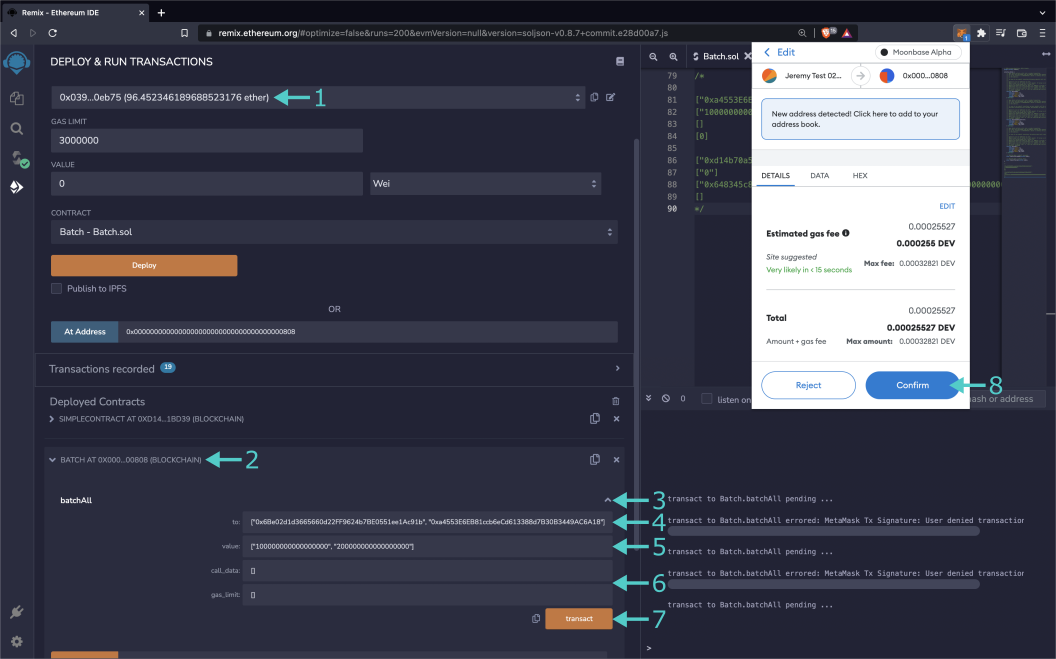 Remix - Ethereum IDE
remix.ethereum.org/#optimize=false&runs=200&evmVersion=null&version=soljson-v0.8.7+commit.e28d00a7.js
DEPLOY & RUN TRANSACTIONS
0x039...0eb75 (96.452346189688523176 ether)
1
GAS LIMIT
3000000
VALUE
0
Wei
CONTRACT
Batch - Batch.sol
Deploy
Publish to IPFS
OR
At Address
0x0000000000000000000000000000000000000808
Transactions recorded 19
Deployed Contracts
SIMPLECONTRACT AT 0XD14...1BD39 (BLOCKCHAIN)
BATCH AT 0X000...00808 (BLOCKCHAIN)
2
batchAll
3
to:
["0x6Be02d1d3665660d22FF9624b7BE0551ee1Ac91b", "0xa4553E6EB81ccb6eCd613388d7B30B3449AC6A18"]
4
value:
["100000000000000000", "200000000000000000"]
5
call_data:
[]
6
gas_limit:
[]
transact
7
Batch.sol
79 /*
80
81 ["0xa4553E6E
82 ["1000000000
83 []
84 [0]
85
86 ["0xd14b70a5
87 ["0"]
88 ["0x648345c8
89 []
90 */
Edit
Moonbase Alpha
Jeremy Test 02...
0x000...0808
New address detected! Click here to add to your
address book.
DETAILS DATA HEX
EDIT
0.00025527
Estimated gas fee
0.000255 DEV
Site suggested
Max fee: 0.00032821 DEV
Very likely in < 15 seconds
0.00025527
Total
0.00025527 DEV
Amount + gas fee
Max amount: 0.00032821 DEV
Reject
Confirm
8
0
listen on
hash or address
transact to Batch.batchAll pending ...
transact to Batch.batchAll errored: MetaMask Tx Signature: User denied transaction
transact to Batch.batchAll pending ...
transact to Batch.batchAll errored: MetaMask Tx Signature: User denied transaction
transact to Batch.batchAll pending ...
>